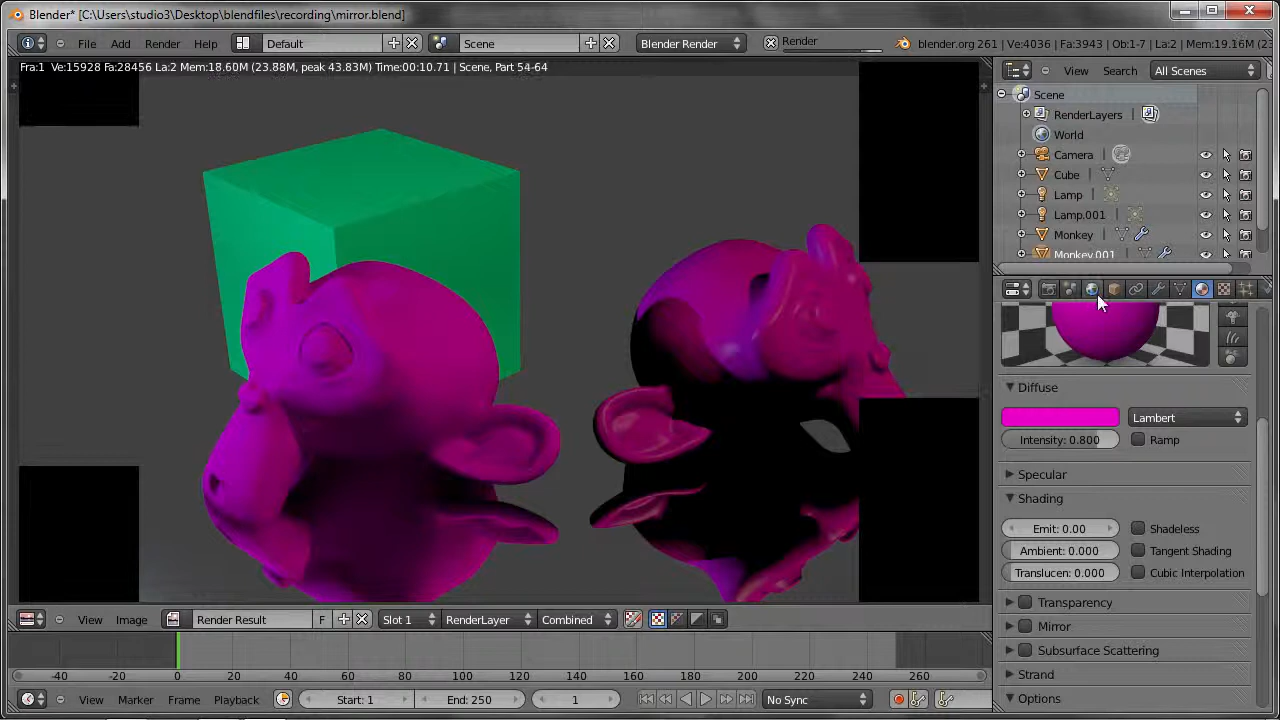 Blender* [C:\Users\studio3\Desktop\blendfiles\recording\mirror.blend]
File Add Render Help Default Scene Blender Render Render blender.org 261 | Ve:4036 | Fa:3943 | Ob:1-7 | La:2 | Mem:19.16M (23
Fra:1 Ve:15928 Fa:28456 La:2 Mem:18.60M (23.88M, peak 43.83M) Time:00:10.71 | Scene, Part 54-64
View Search All Scenes
Scene
RenderLayers
World
Camera
Cube
Lamp
Lamp.001
Monkey
Monkey.001
Diffuse
Lambert
Intensity: 0.800 Ramp
Specular
Shading
Emit: 0.00 Shadeless
Ambient: 0.000 Tangent Shading
Translucen: 0.000 Cubic Interpolation
Transparency
Mirror
Subsurface Scattering
Strand
Options
View Image Render Result F Slot 1 RenderLayer Combined
-40 -20 0 20 40 60 80 100 120 140 160 180 200 220 240 260
View Marker Frame Playback Start: 1 End: 250 1 No Sync